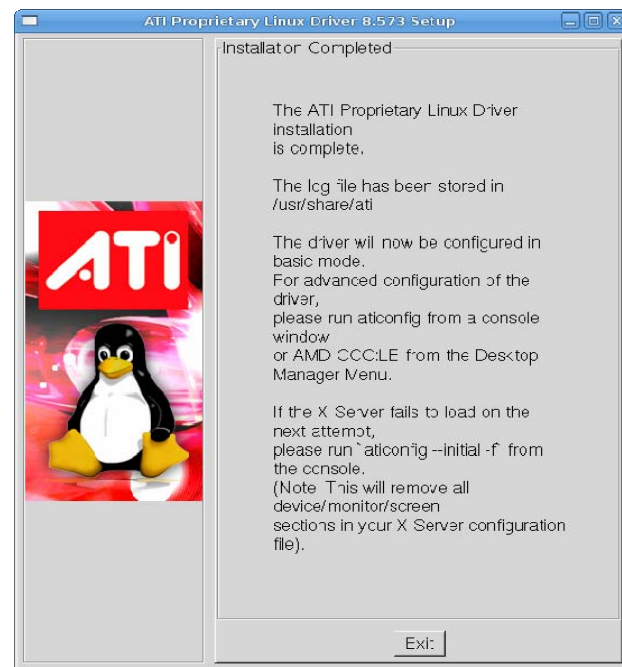 ATI Proprietary Linux Driver 8.573 Setup
Installation Completed
The ATI Proprietary Linux Driver
installation
is complete.
The log file has been stored in
/usr/share/ati
The driver will now be configured in
basic mode.
For advanced configuration of the
driver,
please run aticonfig from a console
window
or AMD CCC:LE from the Desktop
Manager Menu.
If the X Server fails to load on the
next attempt,
please run `aticonfig --initial -f` from
the console.
(Note: This will remove all
device/monitor/screen
sections in your X Server configuration
file).
ATI
Exit